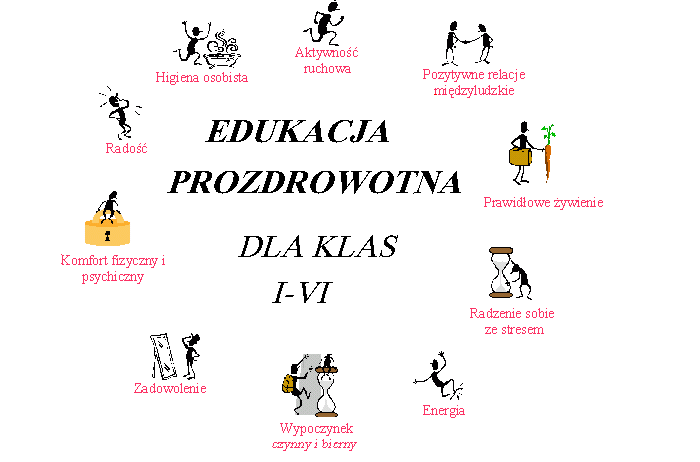 Aktywność
ruchowa
Higiena osobista
Pozytywne relacje
międzyludzkie
EDUKACJA
Radość
PROZDROWOTNA
Prawidłowe żywienie
DLA KLAS
Komfort fizyczny i
psychiczny
I-VI
Radzenie sobie
ze stresem
Zadowolenie
Energia
Wypoczynek
czynny i bierny